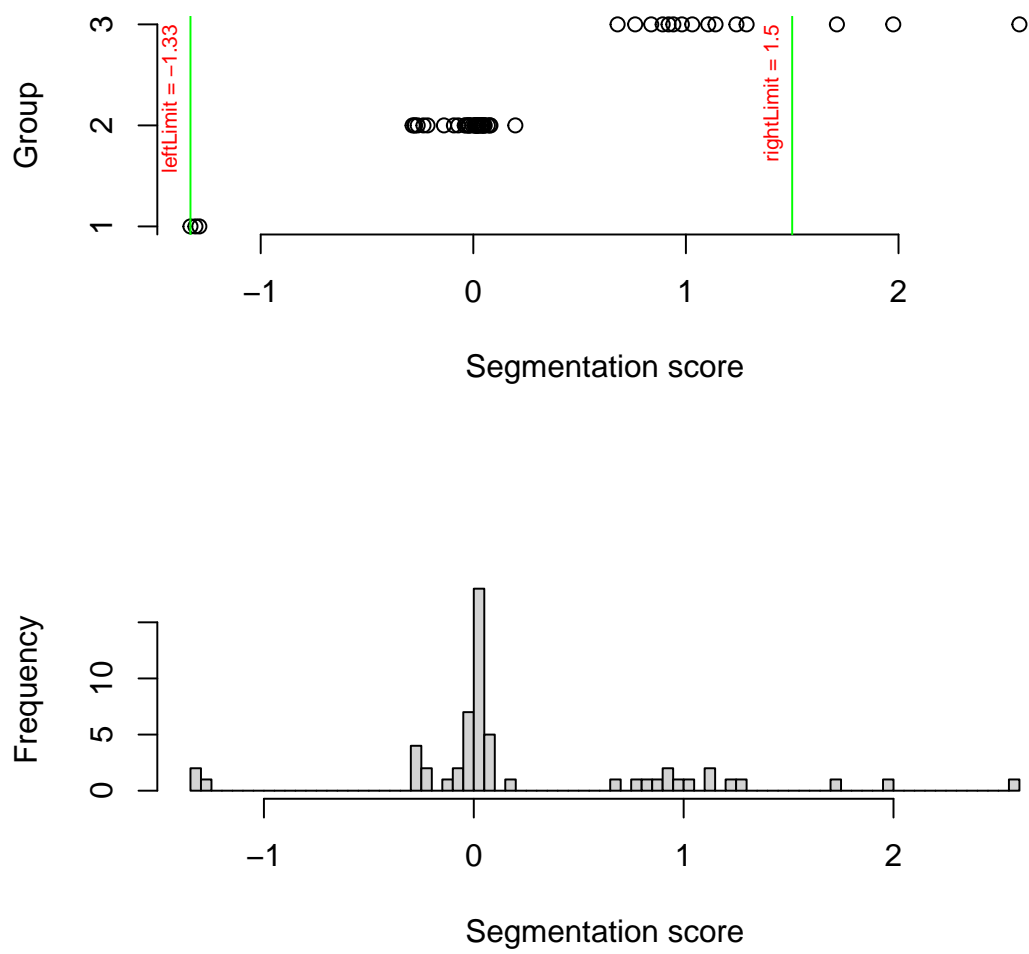 Group
3
2
1
leftLimit = −1.33
rightLimit = 1.5
−1 0 1 2
Segmentation score
Frequency
10
5
0
−1 0 1 2
Segmentation score